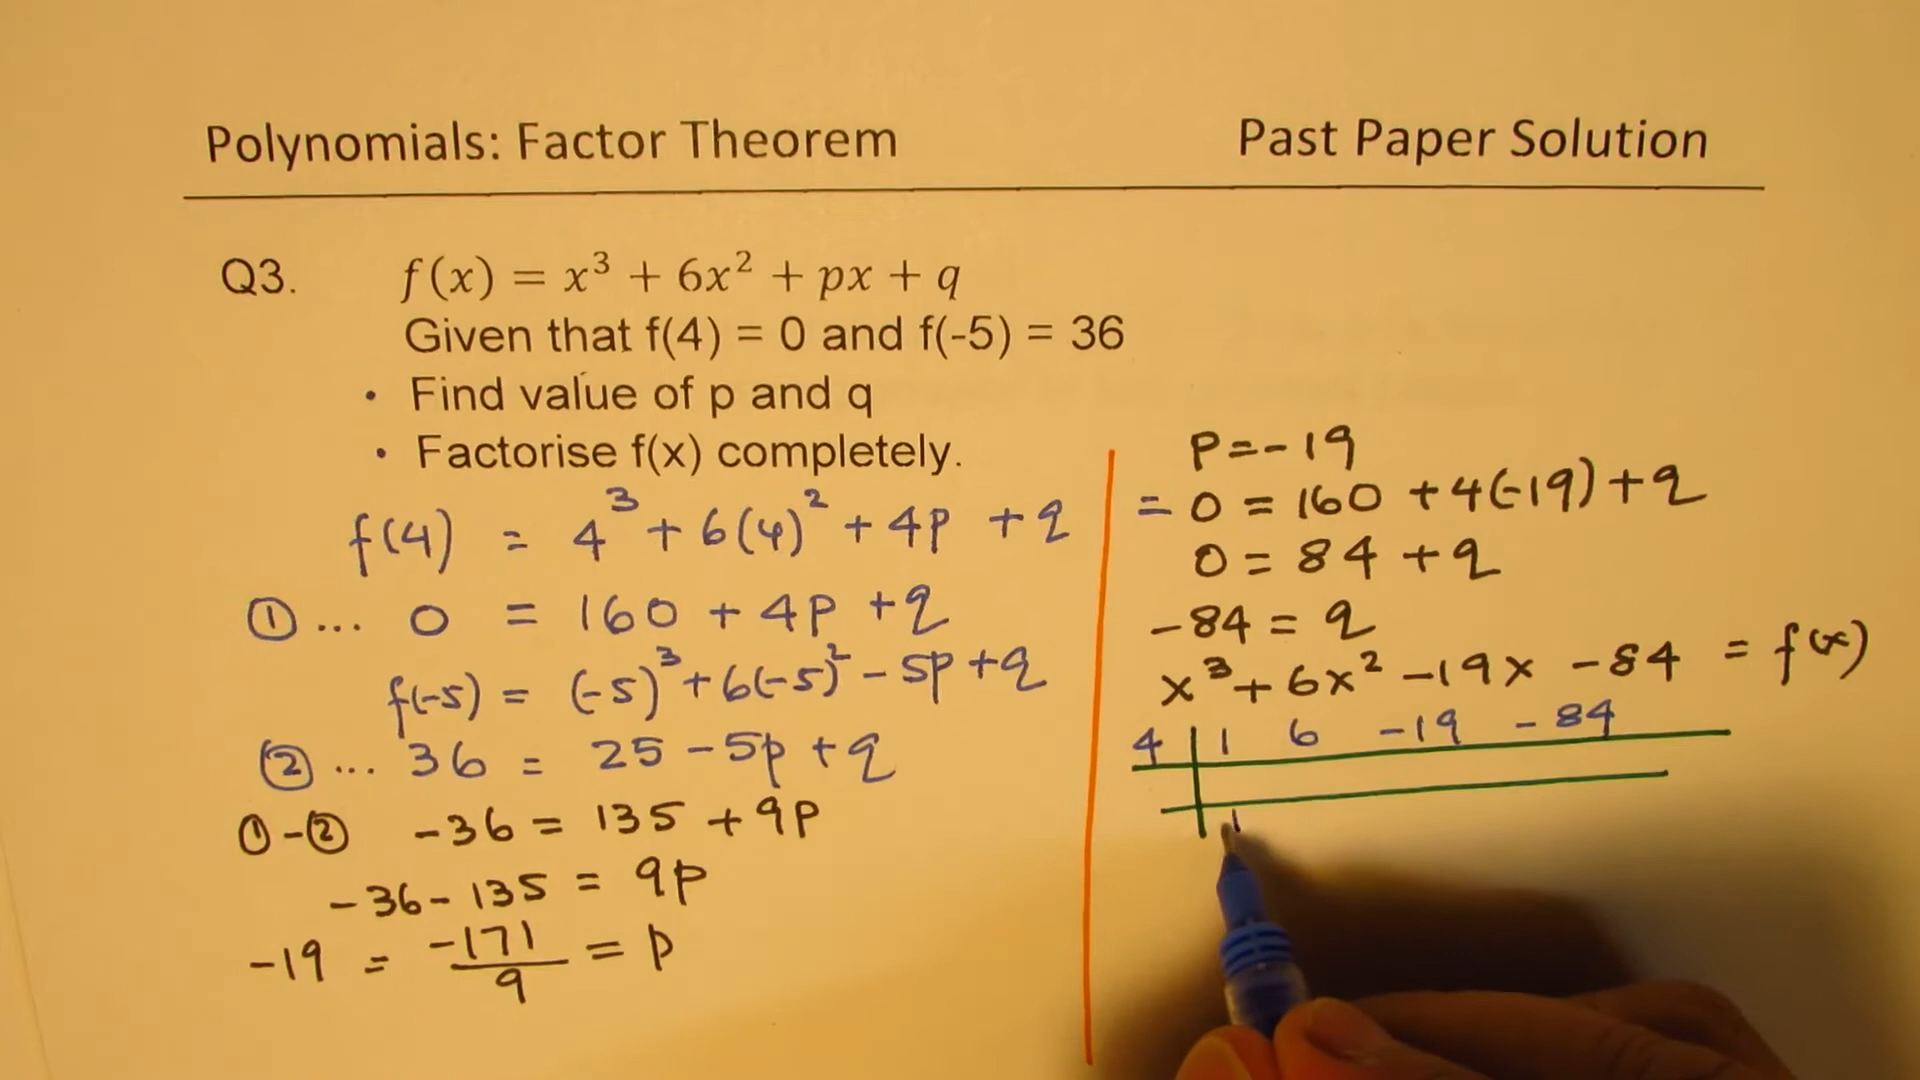 Polynomials: Factor Theorem
Past Paper Solution
Q3. f(x) = x³ + 6x² + px + q
Given that f(4) = 0 and f(-5) = 36
• Find value of p and q
• Factorise f(x) completely.
f(4) = 4³ + 6(4)² + 4p + q
① ... 0 = 160 + 4p + q
f(-5) = (-5)³ + 6(-5)² - 5p + q
② ... 36 = 25 - 5p + q
① - ② -36 = 135 + 9p
-36 - 135 = 9p
-19 = -171/9 = p
P = -19
= 0 = 160 + 4(-19) + q
0 = 84 + q
-84 = q
x³ + 6x² - 19x - 84 = f(x)
4 | 1 6 -19 -84
1